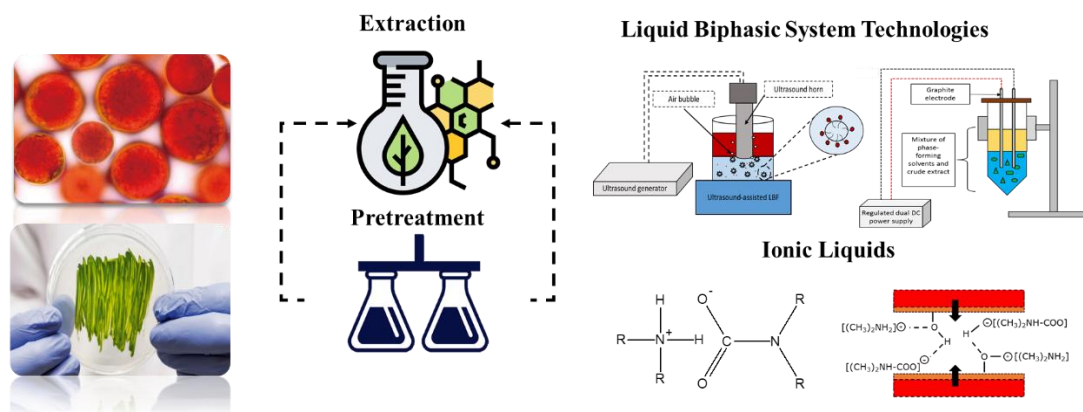 Extraction
Pretreatment
Liquid Biphasic System Technologies
Ultrasound horn
Air bubble
Ultrasound generator
Ultrasound-assisted LBF
Graphite
electrode
Mixture of
phase-
forming
solvents and
crude extract
Regulated dual DC
power supply
Ionic Liquids
H
R—N⁺—H
R
O⁻
C
O
N
R
R
[(CH₃)₂NH₂]⊖
O
H
H
⊖[(CH₃)₂NH-COO]
[(CH₃)₂NH-COO]⊖
O
⊖[(CH₃)₂NH₂]